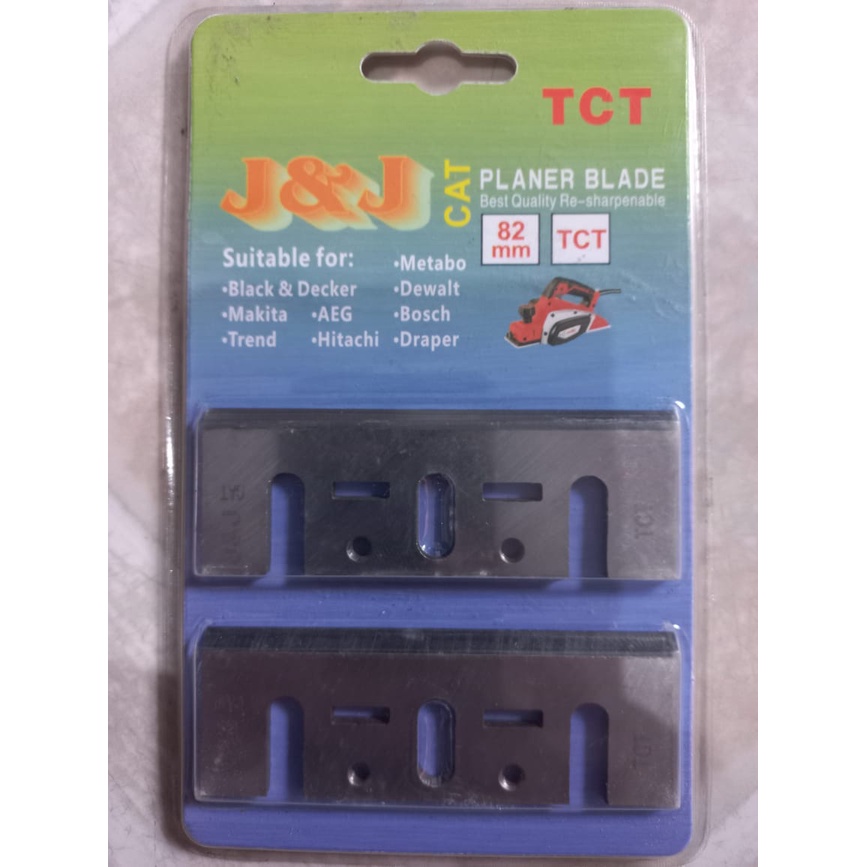 TCT
J&J
CAT
PLANER BLADE
Best Quality Re-sharpenable
82 mm
TCT
Suitable for:
•Metabo
•Black & Decker •Dewalt
•Makita •AEG •Bosch
•Trend •Hitachi •Draper
J&J
TCT
TCT